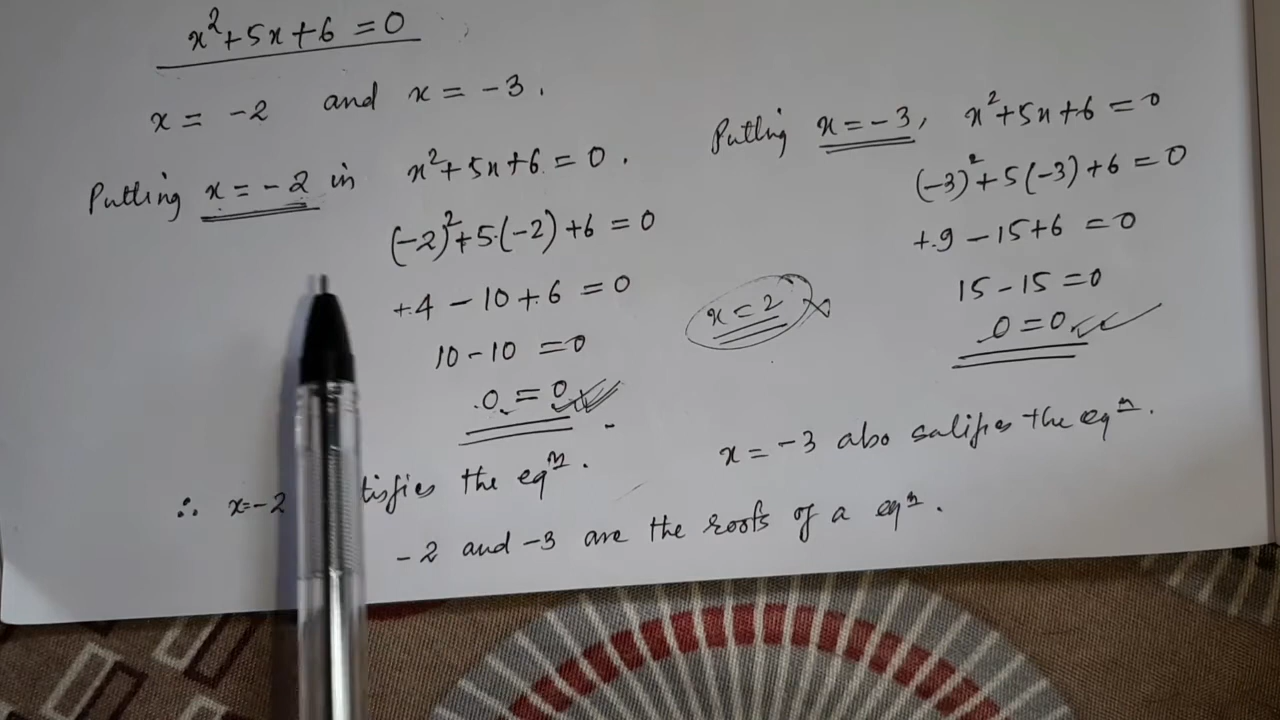 x²+5x+6=0
x = -2 and x = -3.
Putting x = -2 in x²+5x+6=0.
(-2)²+5.(-2)+6=0
+4-10+6=0
10-10=0
0=0
∴ x=-2 tisfies the eqⁿ.
Putting x=-3, x²+5x+6=0
(-3)²+5(-3)+6=0
+9-15+6=0
15-15=0
0=0
x=2
x=-3 also satifies the eqⁿ.
-2 and -3 are the roots of a eqⁿ.